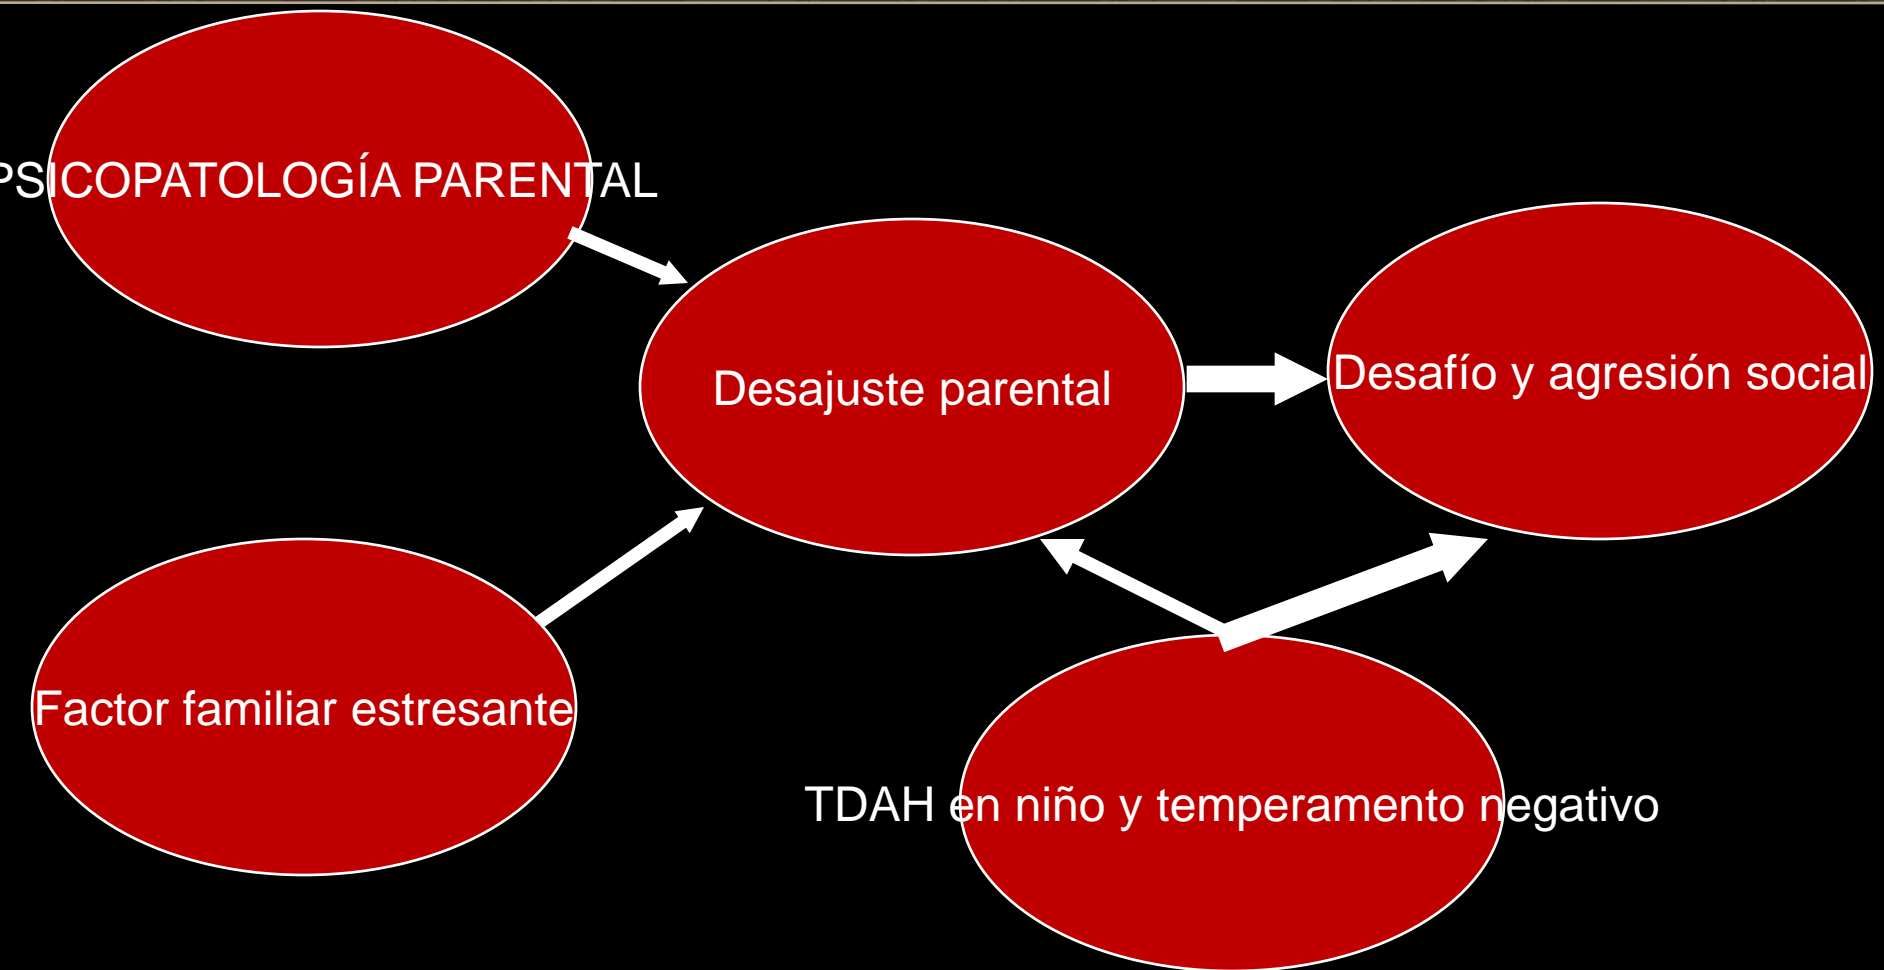 PSICOPATOLOGÍA PARENTAL
Desajuste parental
Desafío y agresión social
Factor familiar estresante
TDAH en niño y temperamento negativo